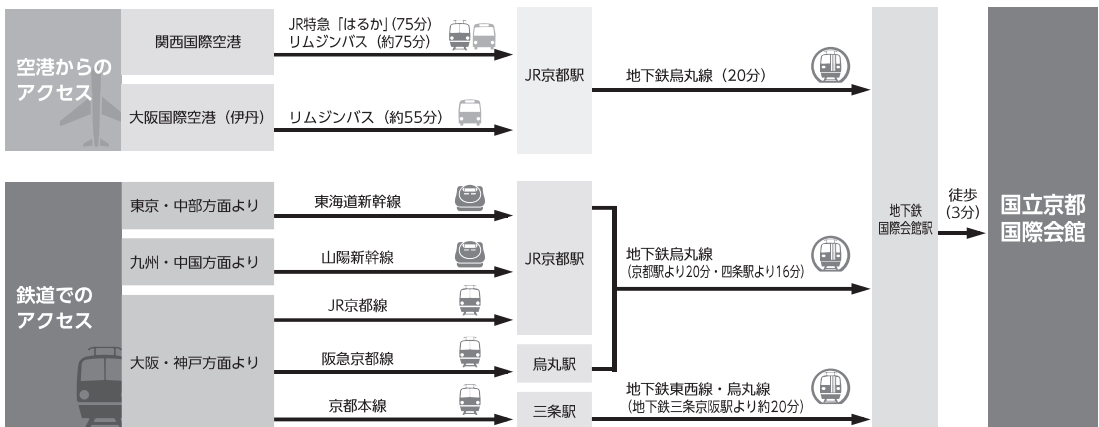 空港からの
アクセス
関西国際空港
JR特急「はるか」(75分)
リムジンバス（約75分）
大阪国際空港（伊丹）
リムジンバス（約55分）
JR京都駅
地下鉄烏丸線（20分）
鉄道での
アクセス
東京・中部方面より
東海道新幹線
九州・中国方面より
山陽新幹線
大阪・神戸方面より
JR京都線
阪急京都線
京都本線
JR京都駅
烏丸駅
三条駅
地下鉄烏丸線
(京都駅より20分・四条駅より16分)
地下鉄東西線・烏丸線
(地下鉄三条京阪駅より約20分)
地下鉄
国際会館駅
徒歩
(3分)
国立京都
国際会館